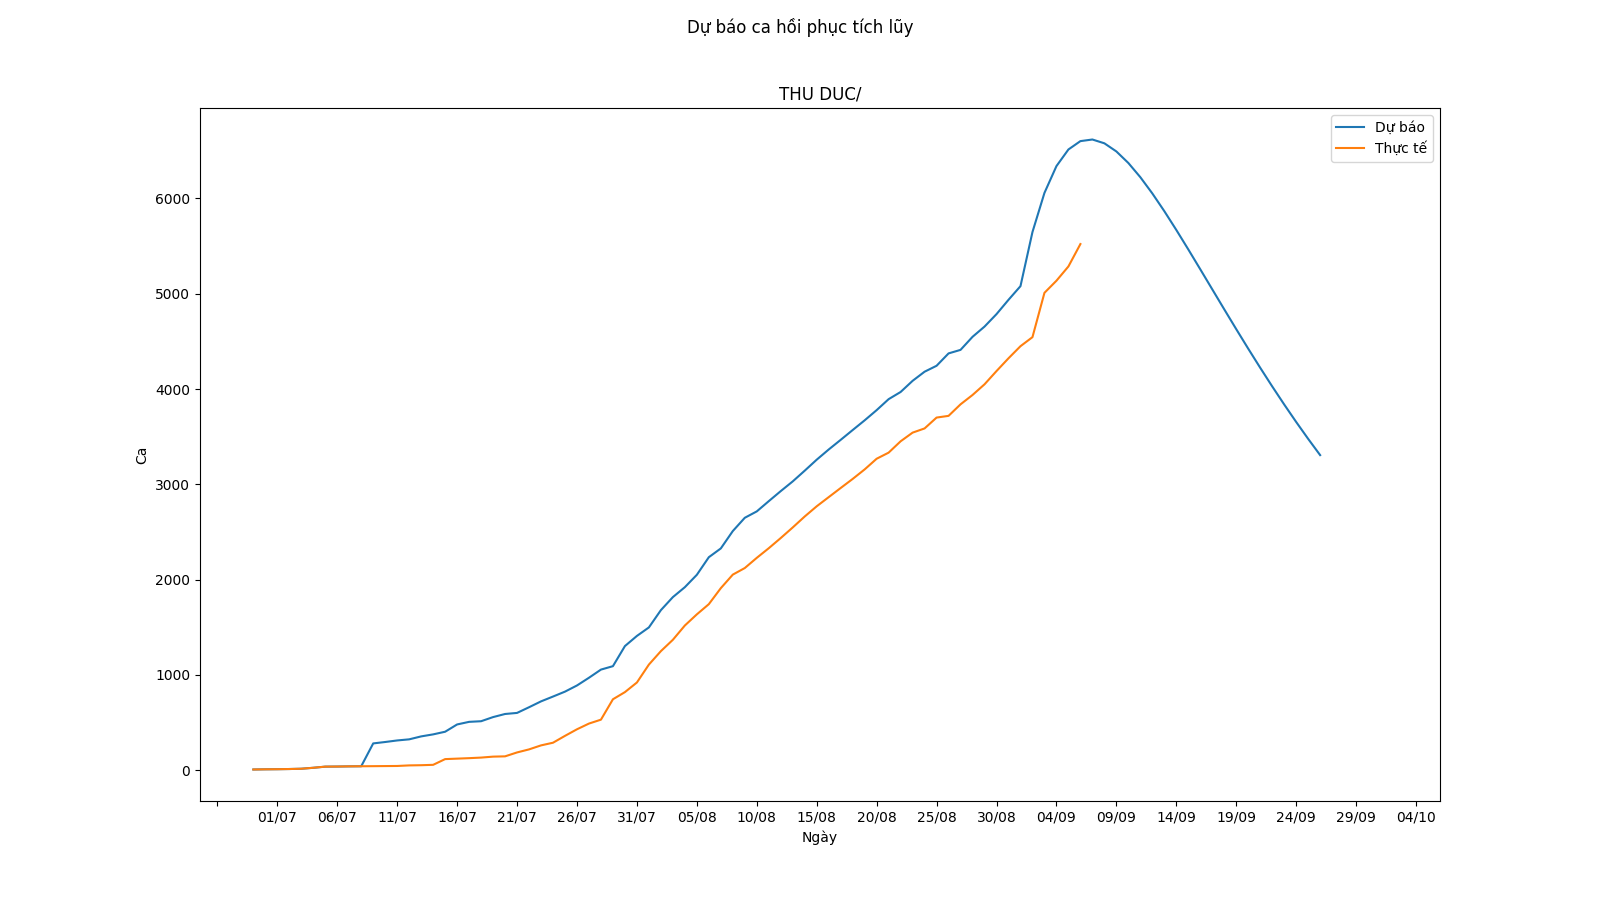 Dự báo ca hồi phục tích lũy
THU DUC/
Dự báo
Thực tế
6000
5000
4000
3000
2000
1000
0
Ca
01/07 06/07 11/07 16/07 21/07 26/07 31/07 05/08 10/08 15/08 20/08 25/08 30/08 04/09 09/09 14/09 19/09 24/09 29/09 04/10
Ngày